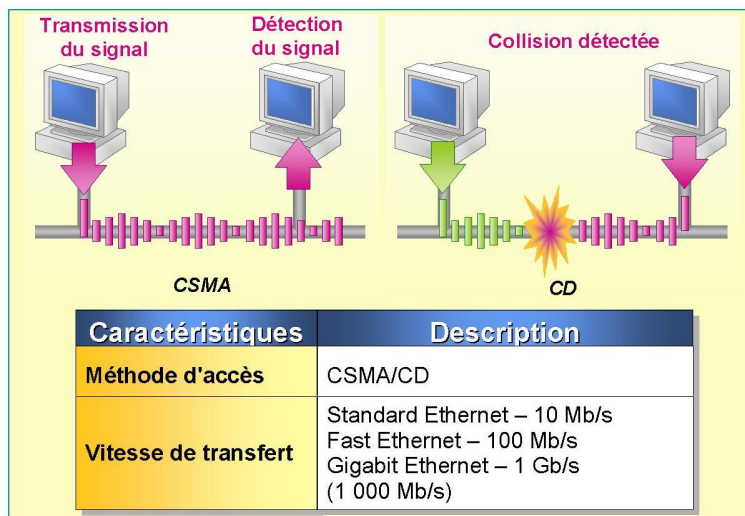 Transmission
du signal
Détection
du signal
Collision détectée
CSMA
CD
Caractéristiques
Description
Méthode d'accès
CSMA/CD
Vitesse de transfert
Standard Ethernet – 10 Mb/s
Fast Ethernet – 100 Mb/s
Gigabit Ethernet – 1 Gb/s
(1 000 Mb/s)